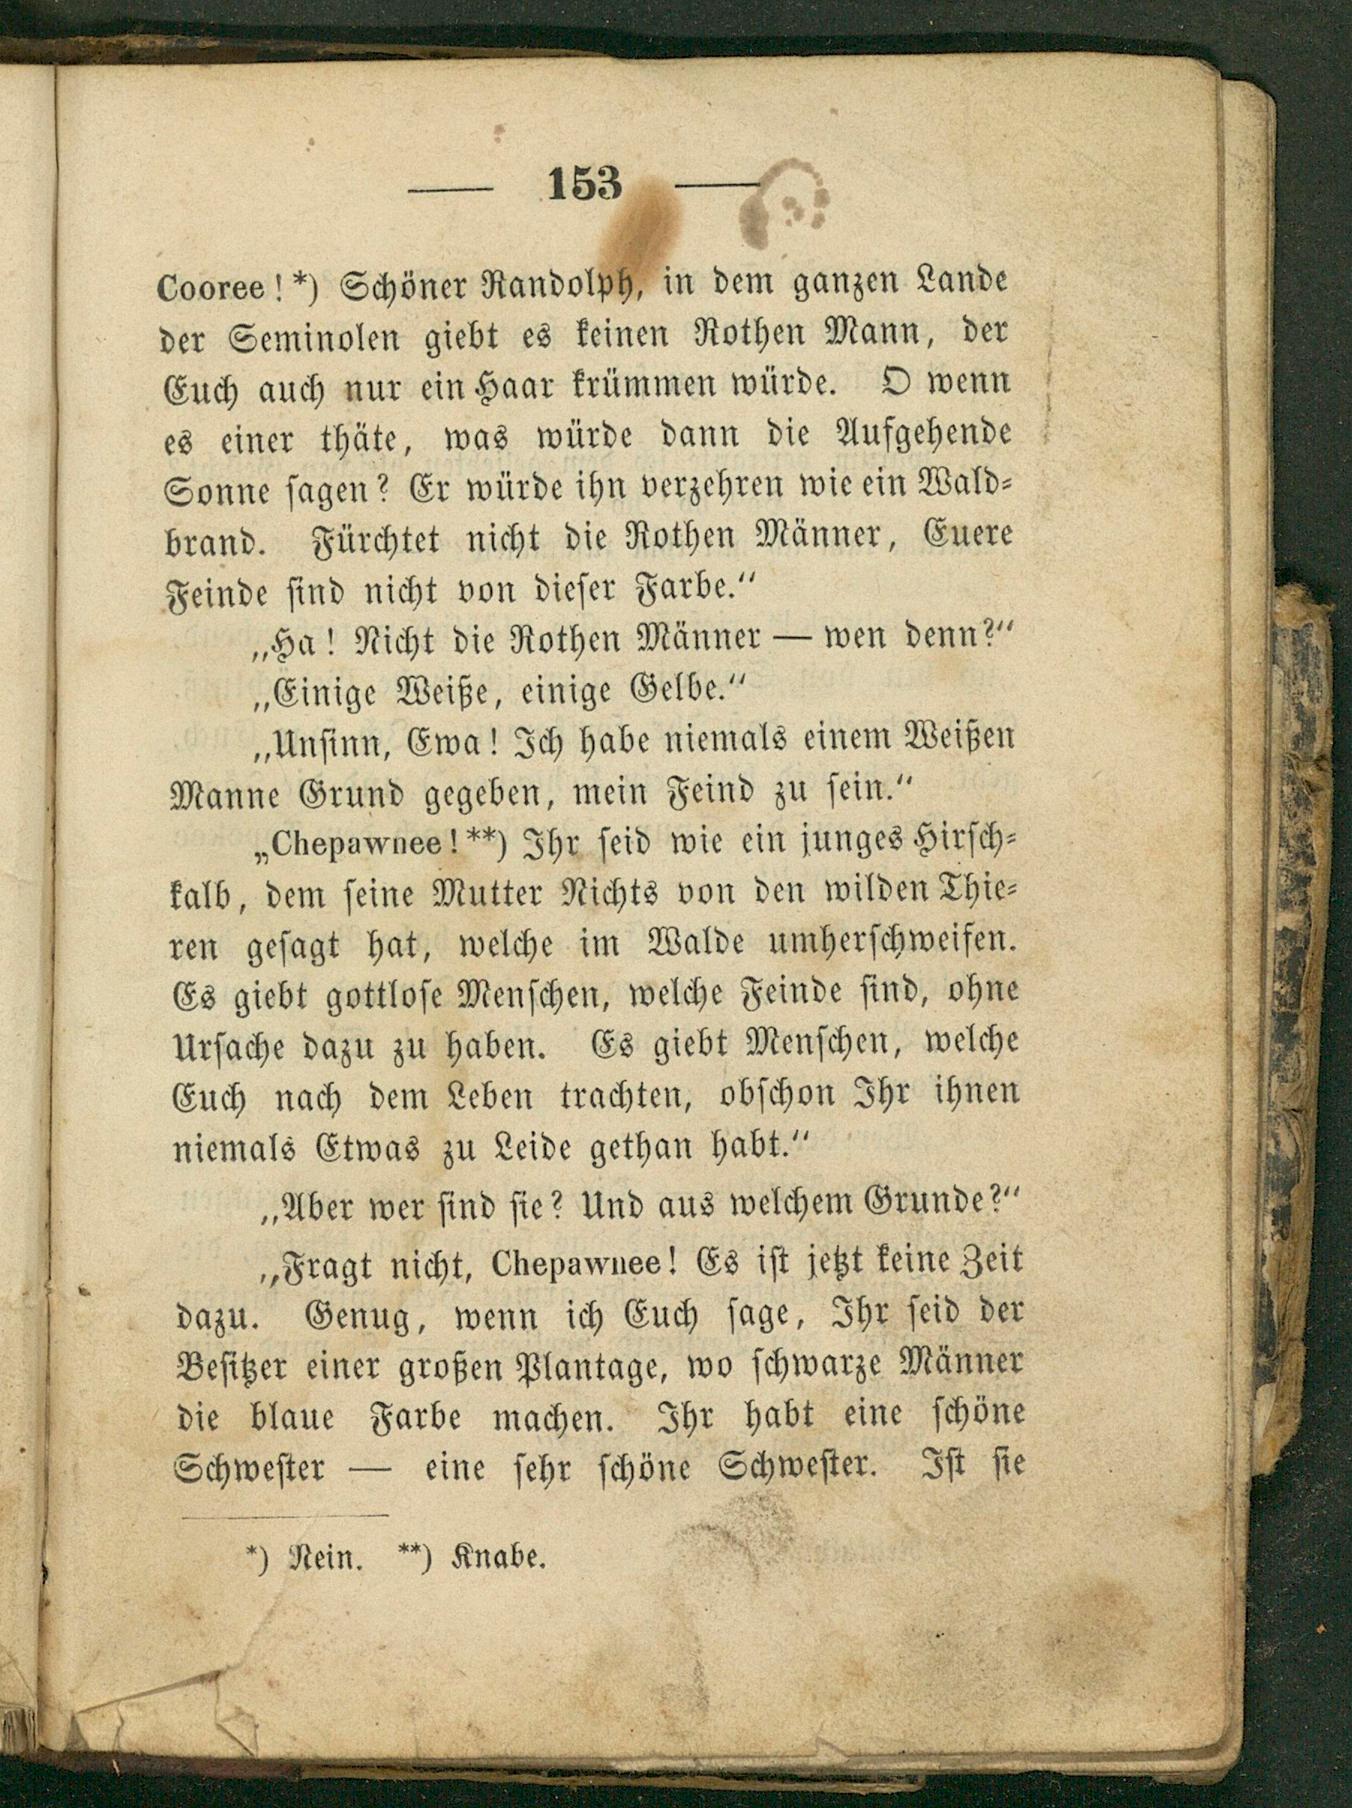 — 153 —
Cooree!*) Schöner Randolph, in dem ganzen Lande
der Seminolen giebt es keinen Rothen Mann, der
Euch auch nur ein Haar krümmen würde. O wenn
es einer thäte, was würde dann die Aufgehende
Sonne sagen? Er würde ihn verzehren wie ein Wald-
brand. Fürchtet nicht die Rothen Männer, Euere
Feinde sind nicht von dieser Farbe.“
„Ha! Nicht die Rothen Männer — wen denn?“
„Einige Weiße, einige Gelbe.“
„Unsinn, Ewa! Ich habe niemals einem Weißen
Manne Grund gegeben, mein Feind zu sein.“
„Chepawnee!**) Ihr seid wie ein junges Hirsch-
kalb, dem seine Mutter Nichts von den wilden Thie-
ren gesagt hat, welche im Walde umherschweifen.
Es giebt gottlose Menschen, welche Feinde sind, ohne
Ursache dazu zu haben. Es giebt Menschen, welche
Euch nach dem Leben trachten, obschon Ihr ihnen
niemals Etwas zu Leide gethan habt.“
„Aber wer sind sie? Und aus welchem Grunde?“
„Fragt nicht, Chepawnee! Es ist jetzt keine Zeit
dazu. Genug, wenn ich Euch sage, Ihr seid der
Besitzer einer großen Plantage, wo schwarze Männer
die blaue Farbe machen. Ihr habt eine schöne
Schwester — eine sehr schöne Schwester. Ist sie
*) Nein. **) Knabe.